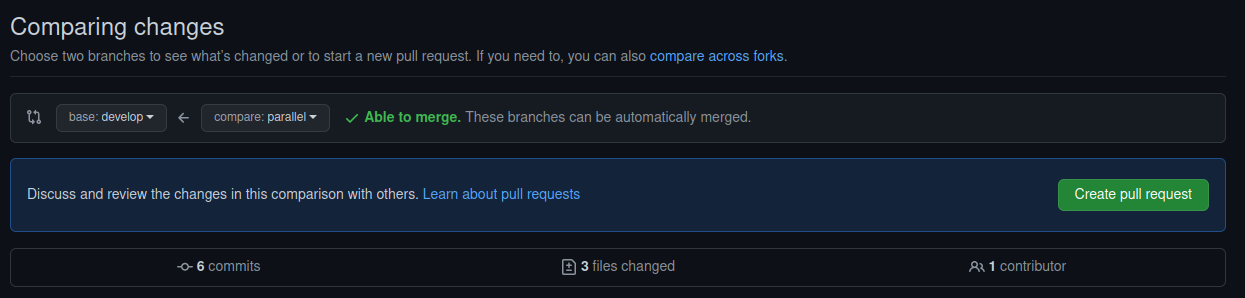 Comparing changes
Choose two branches to see what's changed or to start a new pull request. If you need to, you can also compare across forks.
base: develop compare: parallel Able to merge. These branches can be automatically merged.
Discuss and review the changes in this comparison with others. Learn about pull requests Create pull request
6 commits 3 files changed 1 contributor